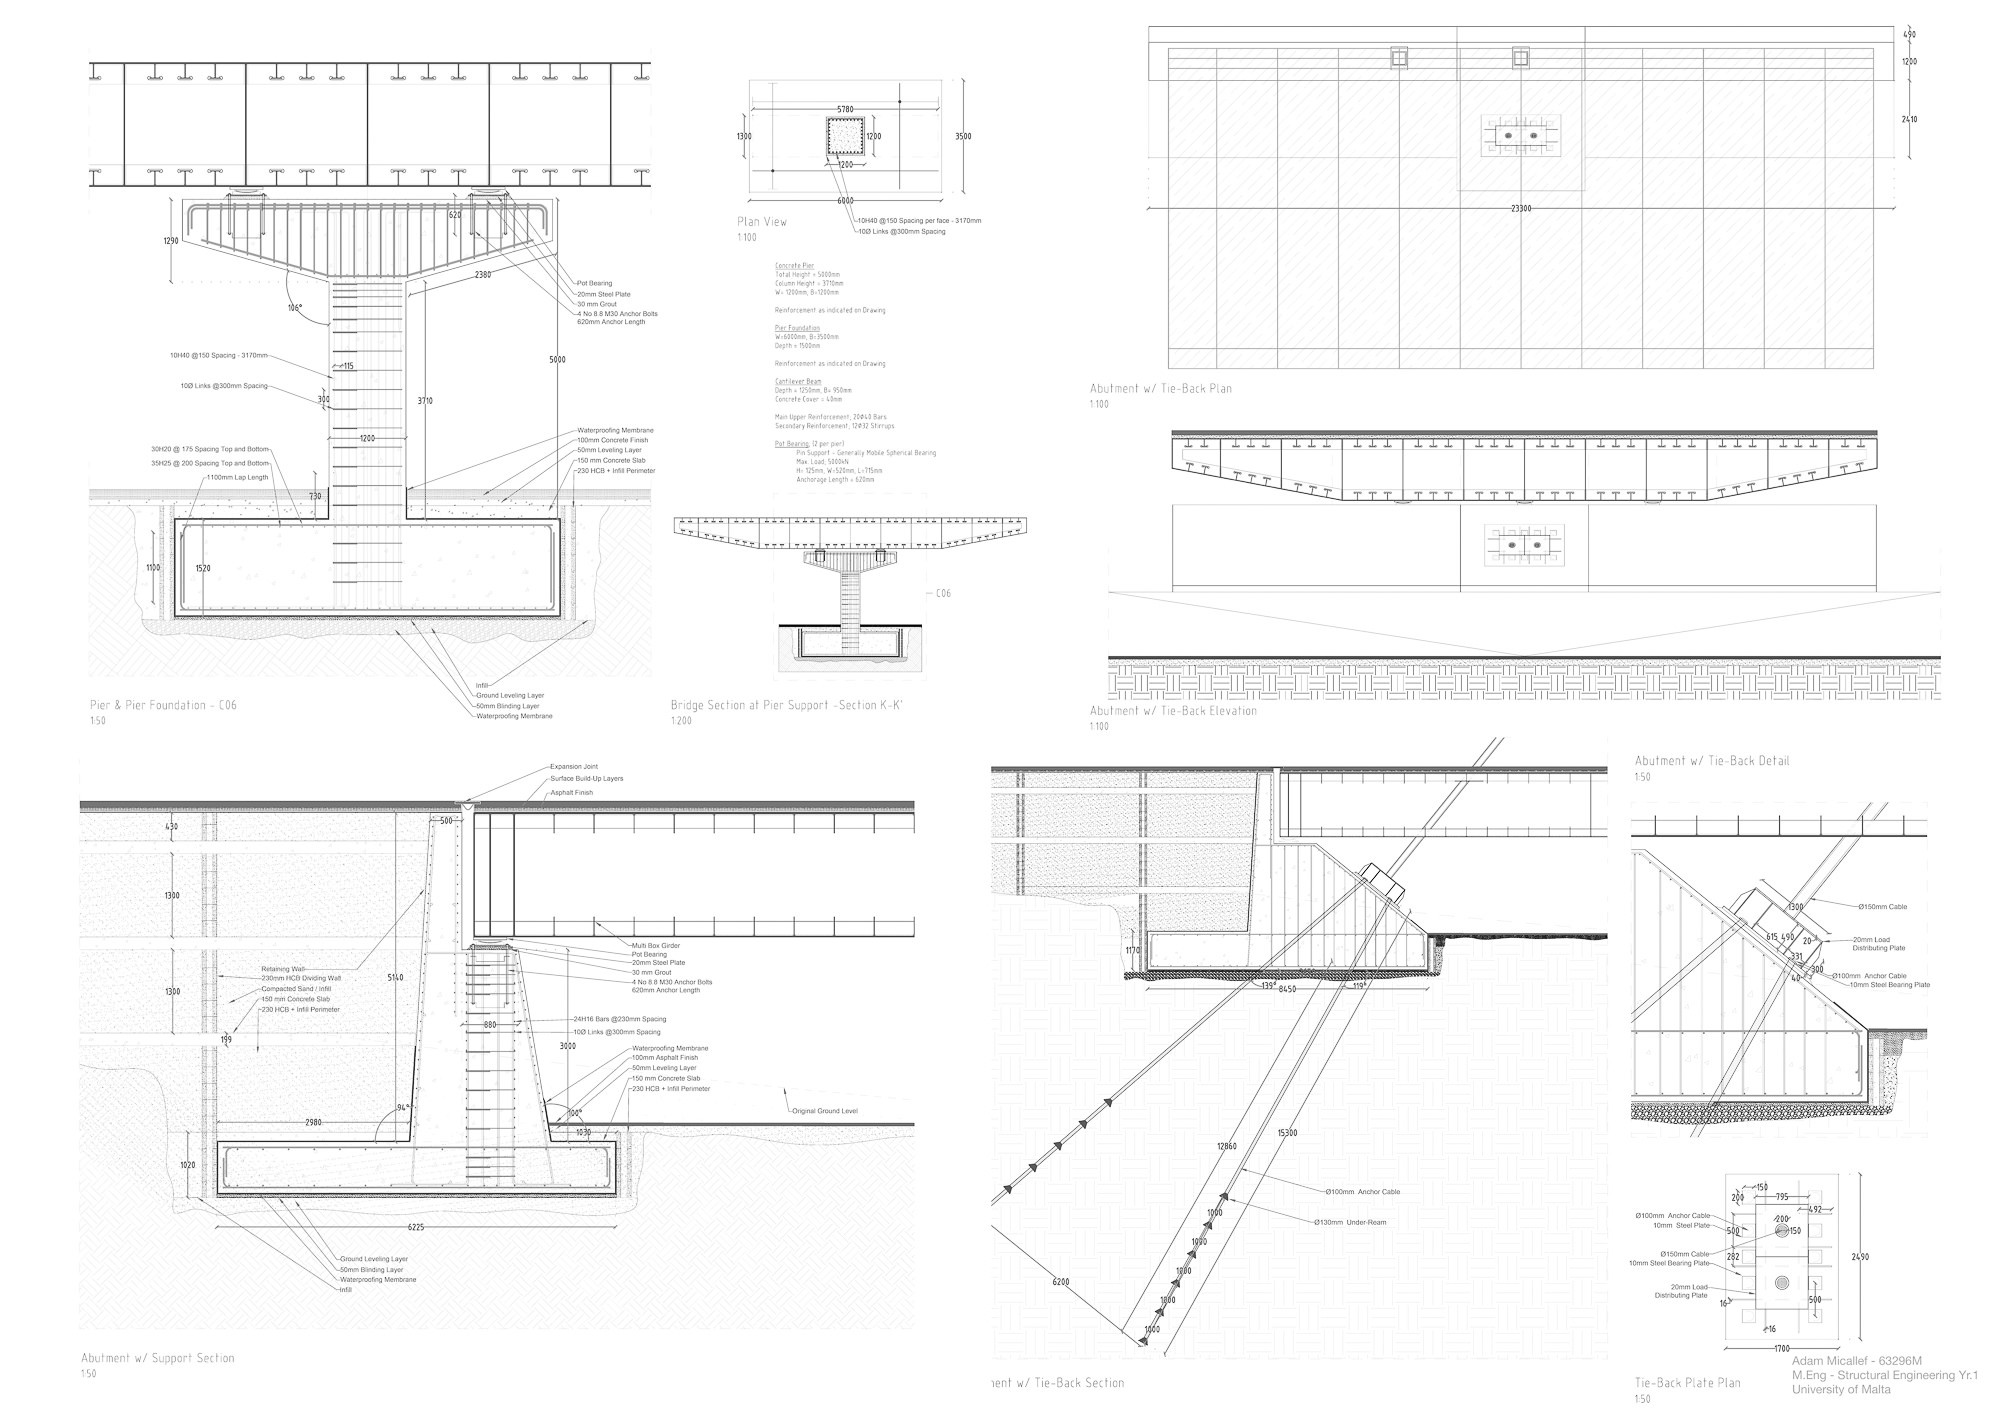 1290
620
2380
106°
5000
Pot Bearing
20mm Steel Plate
30 mm Grout
4 No 8.8 M30 Anchor Bolts
620mm Anchor Length
10H40 @150 Spacing - 3170mm
115
10Ø Links @300mm Spacing
300
3710
1200
30H20 @ 175 Spacing Top and Bottom
35H25 @ 200 Spacing Top and Bottom
1100mm Lap Length
730
Waterproofing Membrane
100mm Concrete Finish
50mm Leveling Layer
150 mm Concrete Slab
230 HCB + Infill Perimeter
1100
1520
Infill
Ground Leveling Layer
50mm Blinding Layer
Waterproofing Membrane
Pier & Pier Foundation - C06
1:50
5780
1300
1200
3500
1200
6000
10H40 @150 Spacing per face - 3170mm
10Ø Links @300mm Spacing
Plan View
1:100
Concrete Pier
Total Height = 5000mm
Column Height = 3710mm
W= 1200mm, B=1200mm
Reinforcement as indicated on Drawing
Pier Foundation
W=6000mm, B=3500mm
Depth = 1500mm
Reinforcement as indicated on Drawing
Cantilever Beam
Depth = 1250mm, B= 950mm
Concrete Cover = 40mm
Main Upper Reinforcement; 20Ø40 Bars
Secondary Reinforcement; 12Ø32 Stirrups
Pot Bearing; (2 per pier)
Pin Support - Generally Mobile Spherical Bearing
Max. Load; 5000kN
H= 125mm, W=520mm, L=715mm
Anchorage Length = 620mm
C06
Bridge Section at Pier Support -Section K-K'
1:200
490
1200
2410
23300
Abutment w/ Tie-Back Plan
1:100
Abutment w/ Tie-Back Elevation
1:100
Expansion Joint
Surface Build-Up Layers
Asphalt Finish
430
500
1300
5140
1300
199
Retaining Wall
230mm HCB Dividing Wall
Compacted Sand / Infill
150 mm Concrete Slab
230 HCB + Infill Perimeter
Multi Box Girder
Pot Bearing
20mm Steel Plate
30 mm Grout
4 No 8.8 M30 Anchor Bolts
620mm Anchor Length
880
24H16 Bars @230mm Spacing
10Ø Links @300mm Spacing
3000
Waterproofing Membrane
100mm Asphalt Finish
50mm Leveling Layer
150 mm Concrete Slab
230 HCB + Infill Perimeter
Original Ground Level
94°
100°
2980
1030
1020
6225
Ground Leveling Layer
50mm Blinding Layer
Waterproofing Membrane
Infill
Abutment w/ Support Section
1:50
1170
8450
139°
119°
12860
15300
Ø100mm Anchor Cable
Ø130mm Under-Ream
1000
1000
1000
1000
1000
6200
ent w/ Tie-Back Section
Abutment w/ Tie-Back Detail
1:50
1300
Ø150mm Cable
615
490
20
20mm Load
Distributing Plate
331
300
40
Ø100mm Anchor Cable
10mm Steel Bearing Plate
150
200
795
492
Ø100mm Anchor Cable
10mm Steel Plate
500
200
150
Ø150mm Cable
10mm Steel Bearing Plate
282
2490
20mm Load
Distributing Plate
500
16
16
1700
Tie-Back Plate Plan
1:50
Adam Micallef - 63296M
M.Eng - Structural Engineering Yr.1
University of Malta